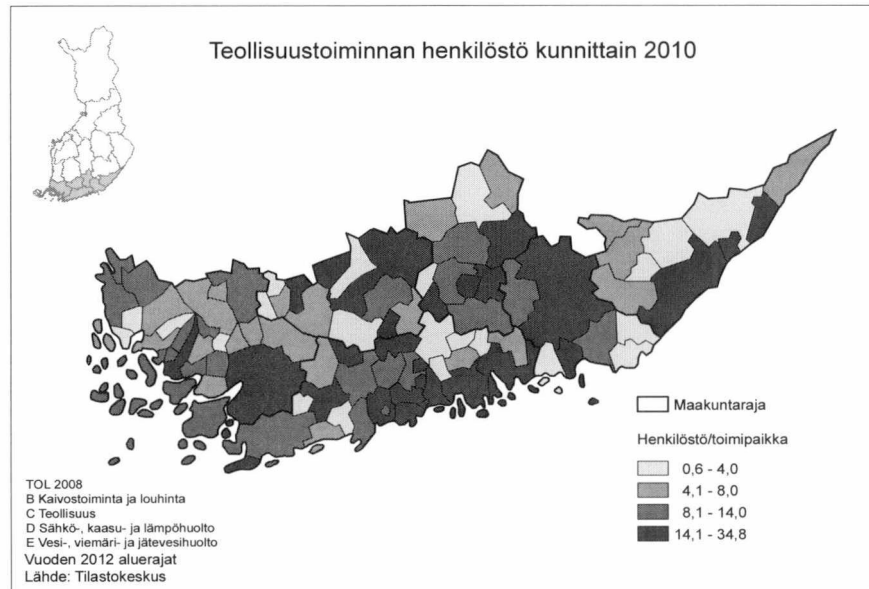 Teollisuustoiminnan henkilöstö kunnittain 2010
Maakuntaraja
Henkilöstö/toimipaikka
0,6 - 4,0
4,1 - 8,0
8,1 - 14,0
14,1 - 34,8
TOL 2008
B Kaivostoiminta ja louhinta
C Teollisuus
D Sähkö-, kaasu- ja lämpöhuolto
E Vesi-, viemäri- ja jätevesihuolto
Vuoden 2012 aluerajat
Lähde: Tilastokeskus